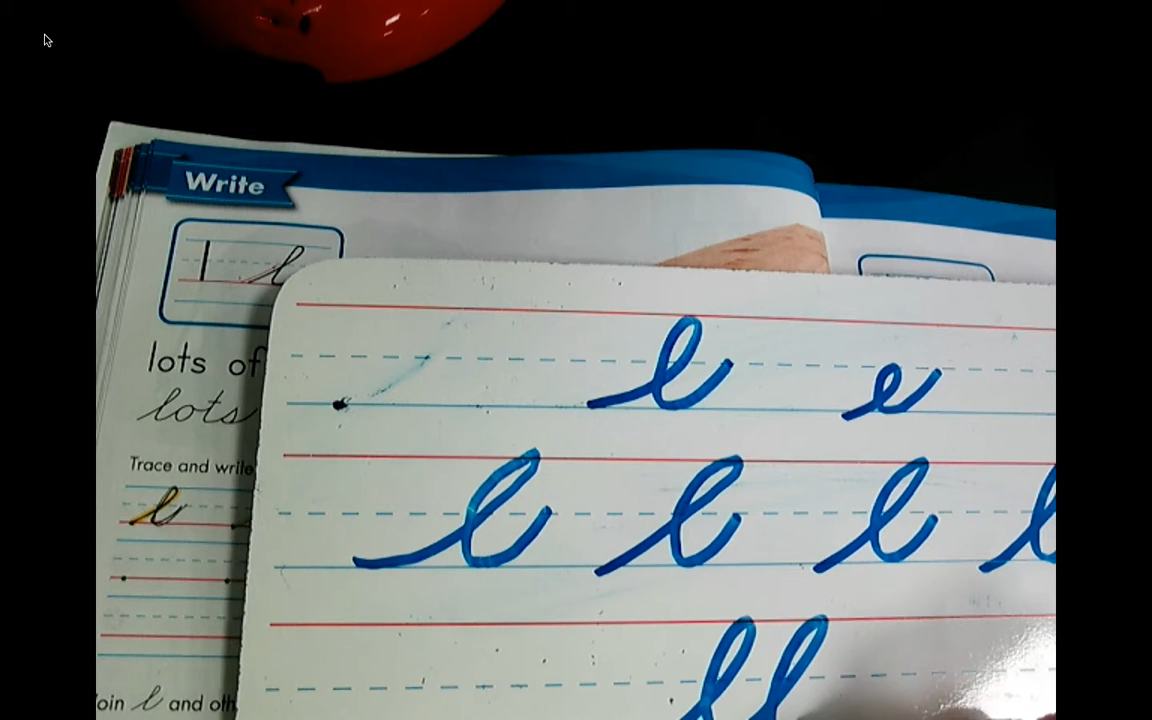 Write
l l
lots of
lots
Trace and write
l
l e
l l l l
ll
join l and oth